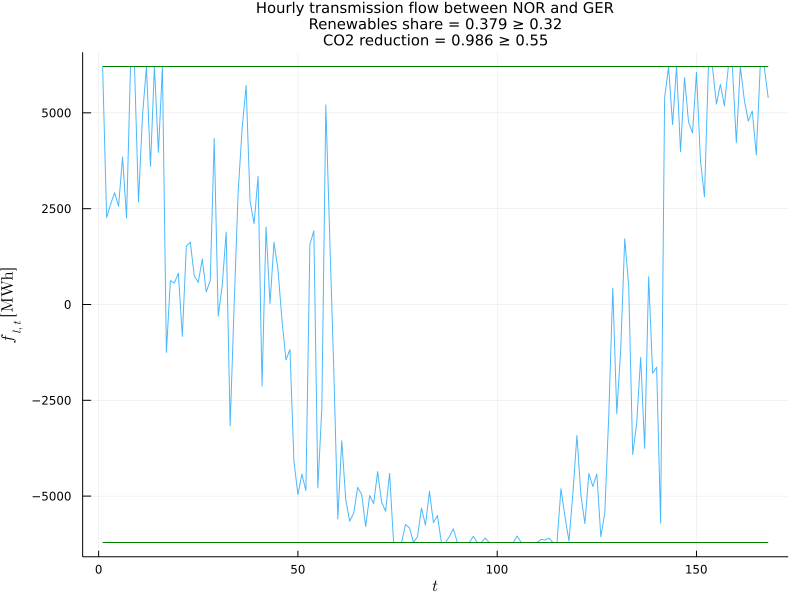 Hourly transmission flow between NOR and GER
Renewables share = 0.379 ≥ 0.32
CO2 reduction = 0.986 ≥ 0.55
5000
2500
0
−2500
−5000
f_{l,t} [MWh]
0
50
100
150
t